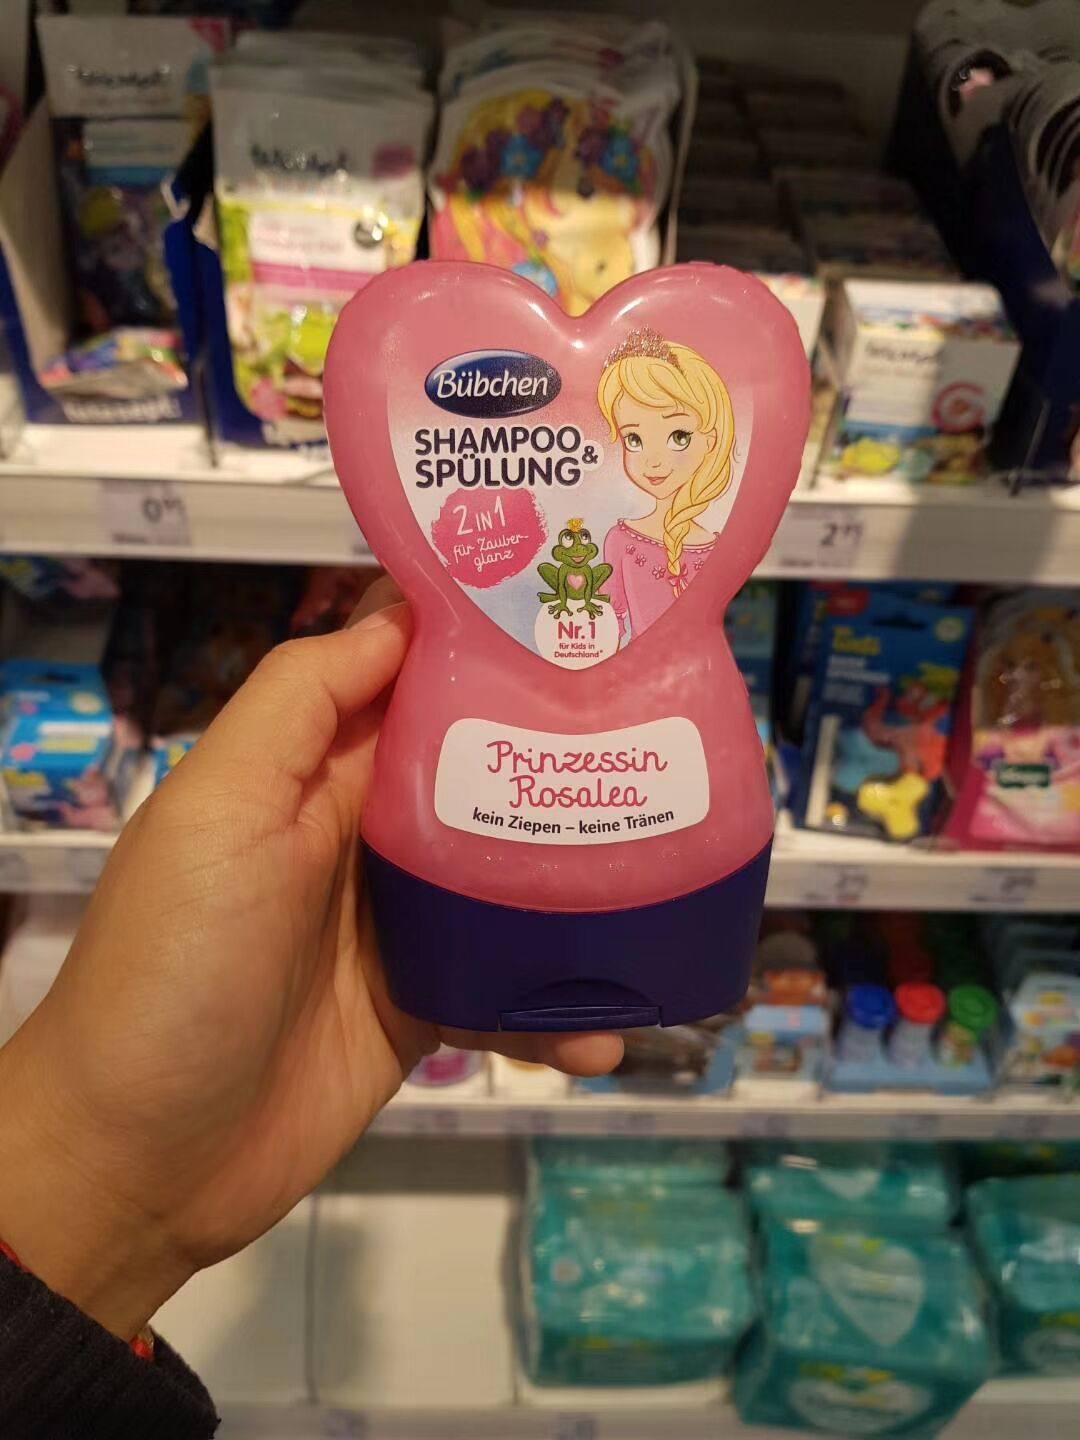 Bübchen
SHAMPOO &
SPÜLUNG
2 IN 1
für Zauber-
glanz
Nr.1
für Kids in
Deutschland*
Prinzessin
Rosalea
kein Ziepen – keine Tränen